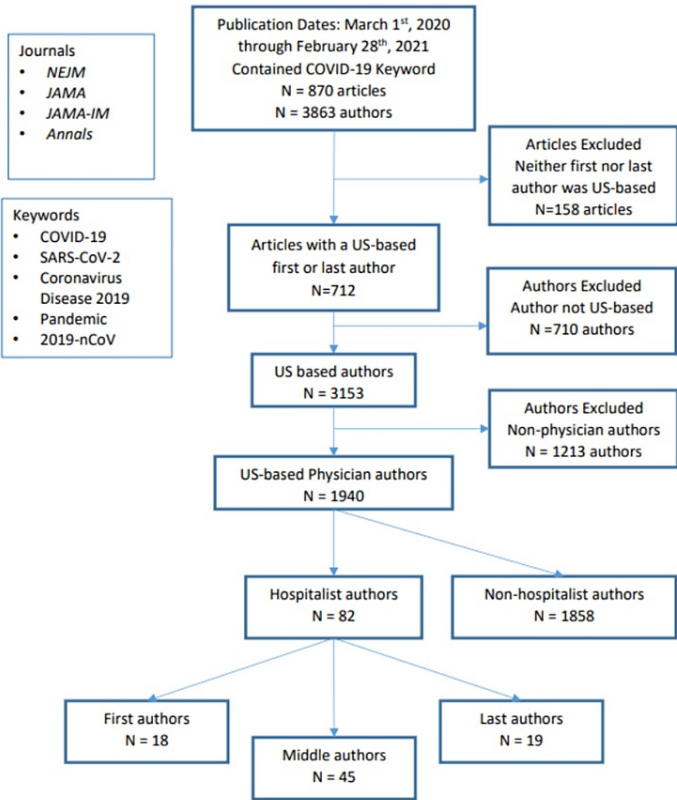 Publication Dates: March 1st, 2020
through February 28th, 2021
Contained COVID-19 Keyword
N = 870 articles
N = 3863 authors
Journals
• NEJM
• JAMA
• JAMA-IM
• Annals
Articles Excluded
Neither first nor last
author was US-based
N=158 articles
Keywords
• COVID-19
• SARS-CoV-2
• Coronavirus
Disease 2019
• Pandemic
• 2019-nCoV
Articles with a US-based
first or last author
N=712
Authors Excluded
Author not US-based
N =710 authors
US based authors
N = 3153
Authors Excluded
Non-physician authors
N = 1213 authors
US-based Physician authors
N = 1940
Hospitalist authors
N = 82
Non-hospitalist authors
N = 1858
First authors
N = 18
Middle authors
N = 45
Last authors
N = 19